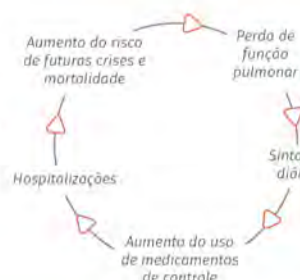 Aumento do risco
de futuras crises e
mortalidade
Perda de
função
pulmonar
Hospitalizações
Aumento do uso
de medicamentos
de controle